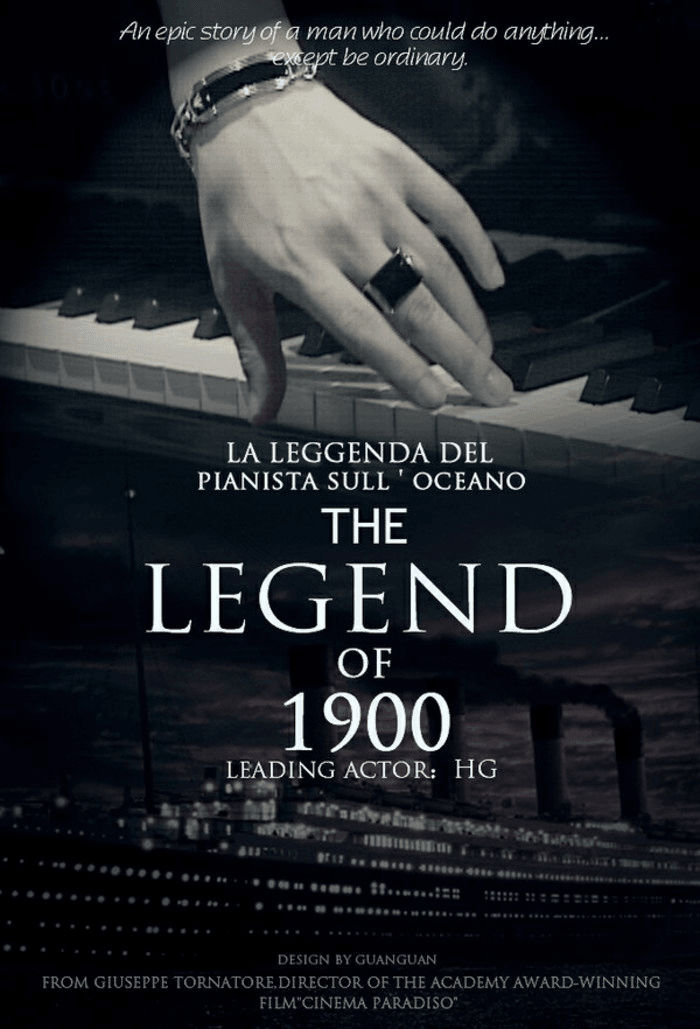 An epic story of a man who could do anything...
except be ordinary.
LA LEGGENDA DEL
PIANISTA SULL ' OCEANO
THE
LEGEND
OF
1900
LEADING ACTOR: HG
DESIGN BY GUANGUAN
FROM GIUSEPPE TORNATORE,DIRECTOR OF THE ACADEMY AWARD-WINNING
FILM"CINEMA PARADISO"